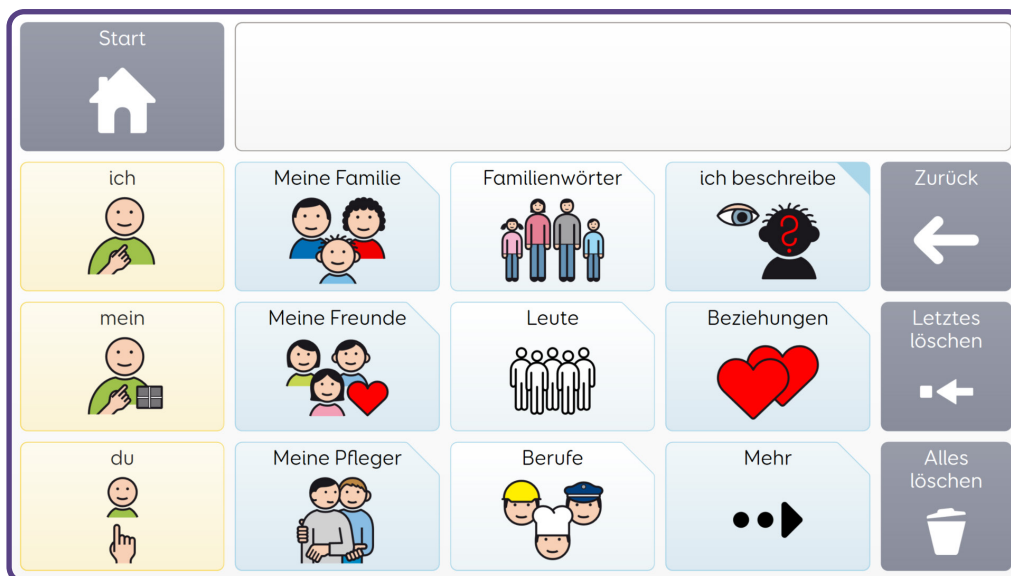 Start
ich
Meine Familie
Familienwörter
ich beschreibe
Zurück
mein
Meine Freunde
Leute
Beziehungen
Letztes
löschen
du
Meine Pfleger
Berufe
Mehr
Alles
löschen